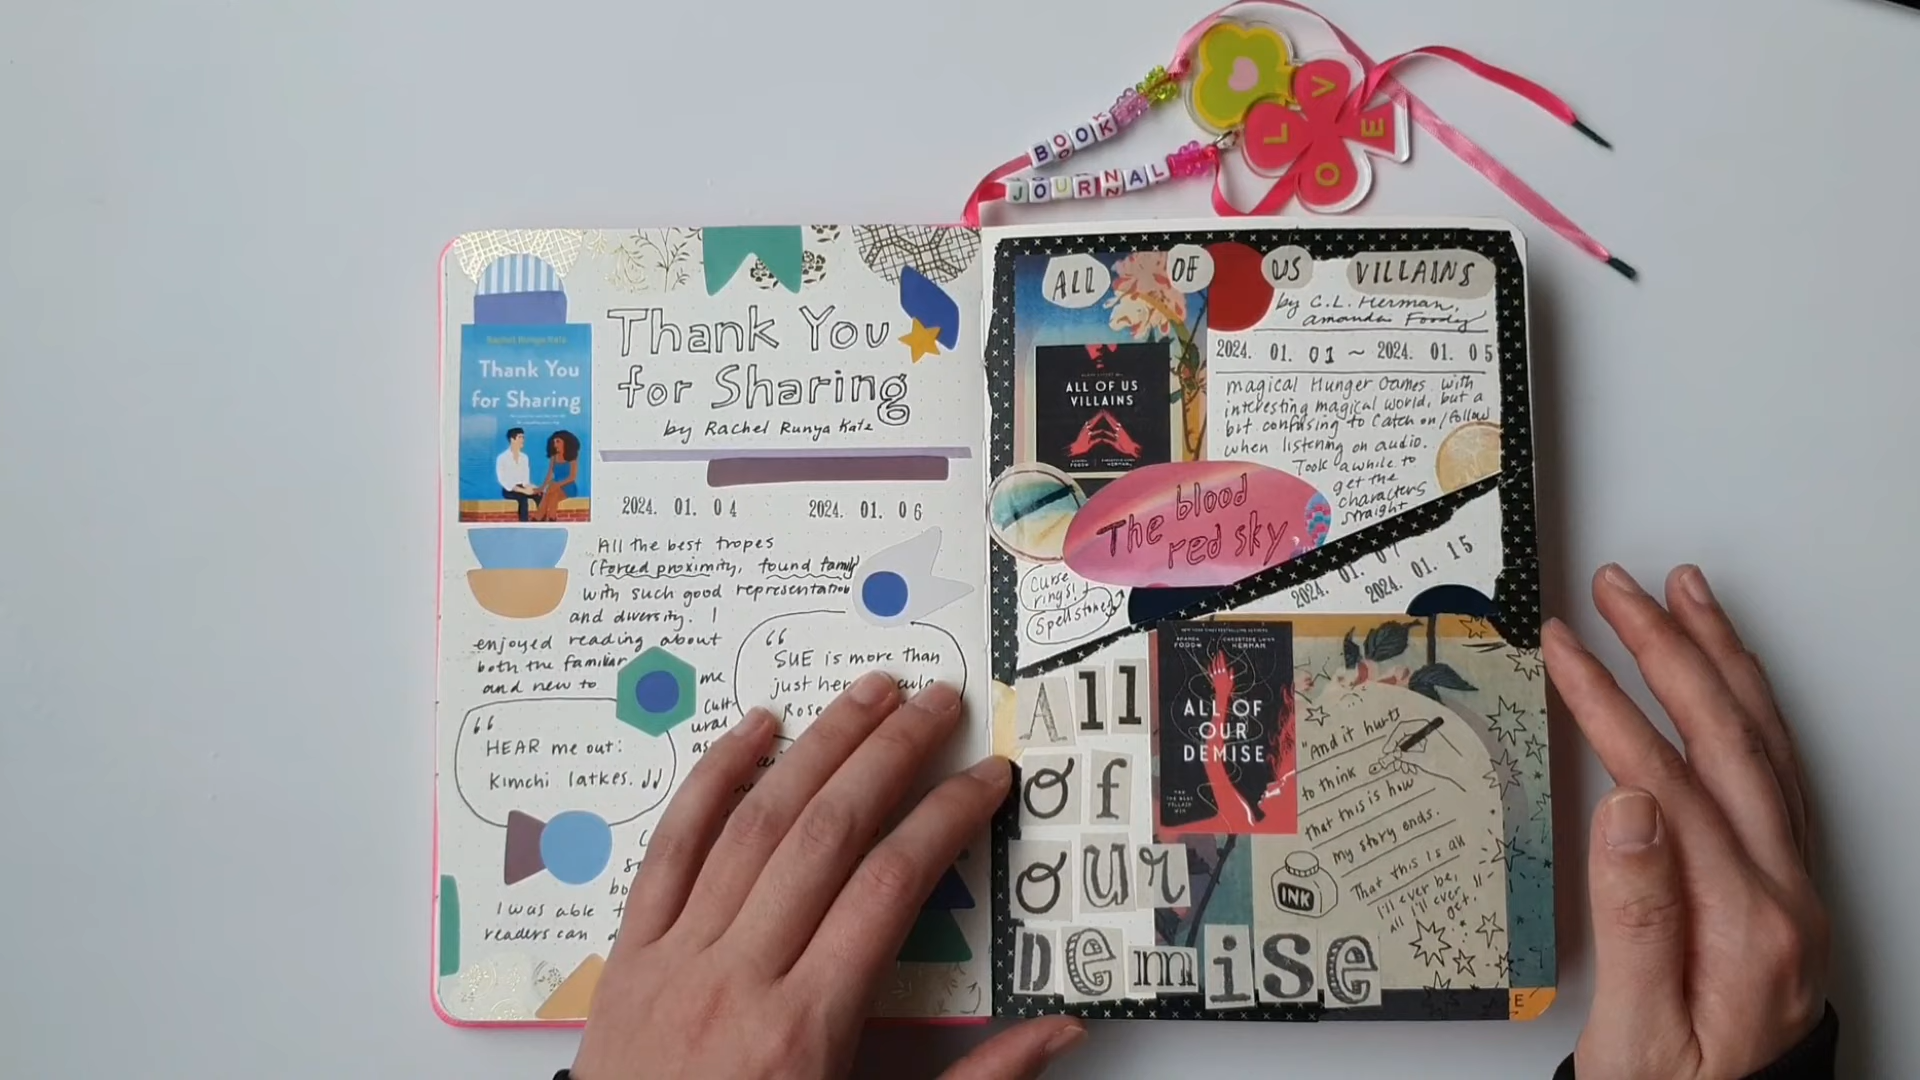 BOOK
JOURNAL
L O V E
Thank You
for Sharing
by Rachel Runya Katz
Thank You
for Sharing
2024. 01. 04 2024. 01. 06
All the best tropes
(forced proximity, found family
with such good representation
and diversity. I
enjoyed reading about
both the familiar
and new to me
cult-
ural
as
"
HEAR me out:
Kimchi latkes.
"
SUE is more than
just her
Rose
I was able
readers can
ALL OF US VILLAINS
by C.L. Herman,
Amanda Foody
2024. 01. 01 ~ 2024. 01. 05
ALL OF US
VILLAINS
magical Hunger Games with
interesting magical world, but a
bit confusing to catch on/follow
when listening on audio.
Took awhile to
get the
characters
straight
The blood
red sky
Curse
rings!
Spellstones
2024. 01. 07
2024. 01. 15
All
Of
Our
Demise
ALL OF
OUR
DEMISE
"And it hurts
to think
that this is how
my story ends.
That this is all
I'll ever be,
all I'll ever
get."
INK
E